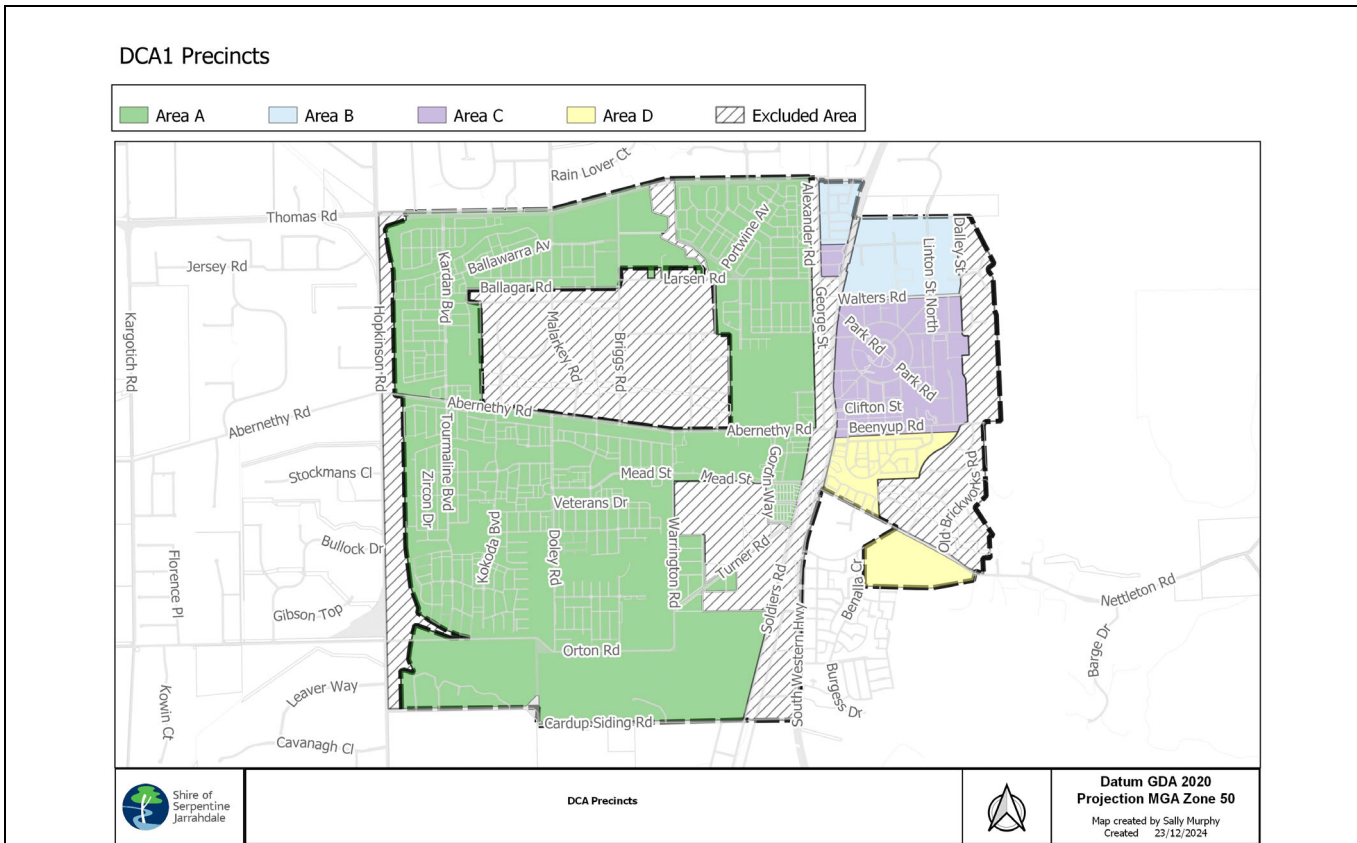 DCA1 Precincts
Area A
Area B
Area C
Area D
Excluded Area
Rain Lover Ct
Thomas Rd
Jersey Rd
Kargotich Rd
Hopkinson Rd
Kardan Blvd
Ballawarra Av
Ballagar Rd
Larsen Rd
Portwine Av
Alexander Rd
George St
Dalley St
Linton St North
Walters Rd
Park Rd
Park Rd
Clifton St
Beenyup Rd
Malarkey Rd
Briggs Rd
Abernethy Rd
Abernethy Rd
Abernethy Rd
Stockmans Cl
Zircon Dr
Tourmaline Bvd
Mead St
Mead St
Gordin Way
Veterans Dr
Bullock Dr
Kokoda Bvd
Doley Rd
Warrington Rd
Turner Rd
Old Brickworks Rd
Florence Pl
Gibson Top
Soldiers Rd
South Western Hwy
Benalla Cr
Nettleton Rd
Barge Dr
Orton Rd
Burgess Dr
Leaver Way
Kowin Ct
Cavanagh Cl
Cardup Siding Rd
Shire of
Serpentine
Jarrahdale
DCA Precincts
Datum GDA 2020
Projection MGA Zone 50
Map created by Sally Murphy
Created 23/12/2024